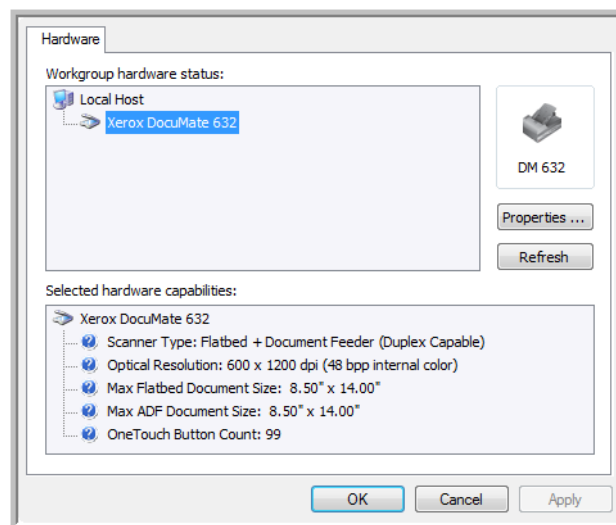 Hardware
Workgroup hardware status:
Local Host
Xerox DocuMate 632
DM 632
Properties ...
Refresh
Selected hardware capabilities:
Xerox DocuMate 632
Scanner Type: Flatbed + Document Feeder (Duplex Capable)
Optical Resolution: 600 x 1200 dpi (48 bpp internal color)
Max Flatbed Document Size: 8.50" x 14.00"
Max ADF Document Size: 8.50" x 14.00"
OneTouch Button Count: 99
OK
Cancel
Apply